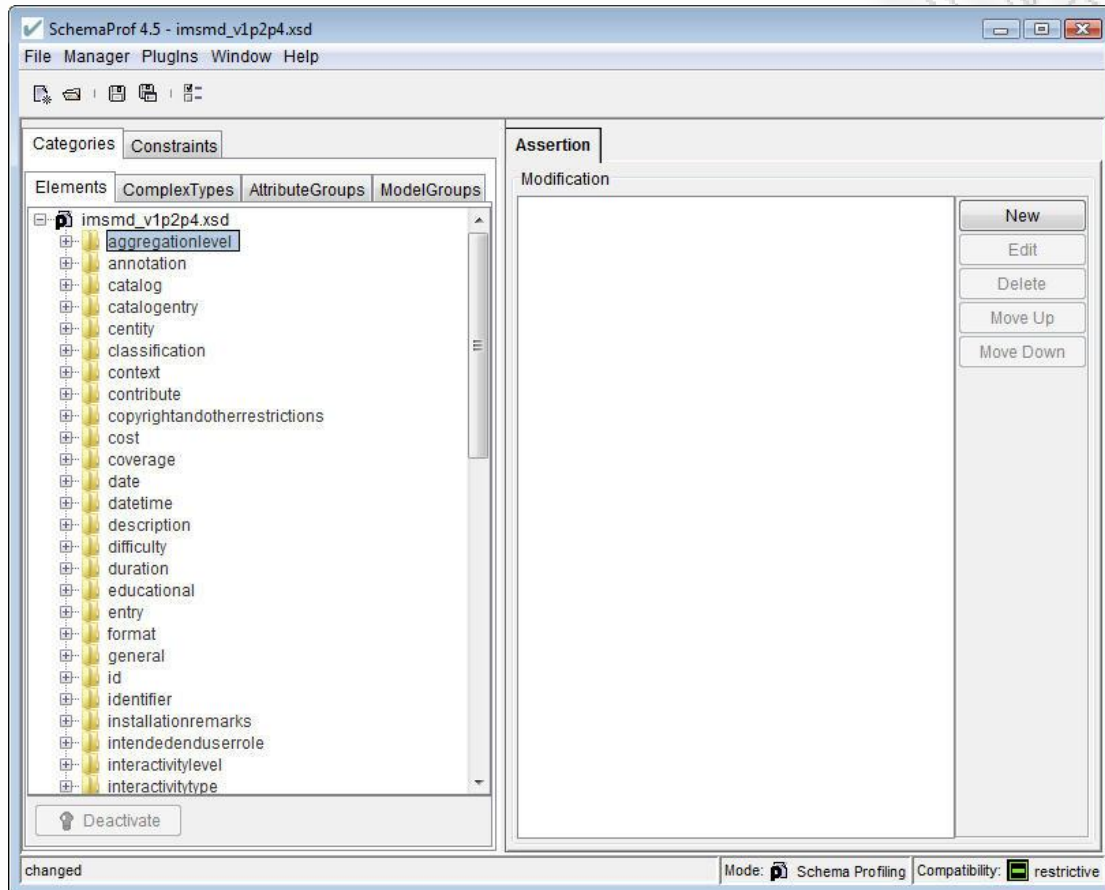 SchemaProf 4.5 - imsmd_v1p2p4.xsd
File Manager PlugIns Window Help
Categories Constraints
Elements ComplexTypes AttributeGroups ModelGroups
imsmd_v1p2p4.xsd
aggregationlevel
annotation
catalog
catalogentry
centity
classification
context
contribute
copyrightandotherrestrictions
cost
coverage
date
datetime
description
difficulty
duration
educational
entry
format
general
id
identifier
installationremarks
intendedenduserrole
interactivitylevel
interactivitytype
Deactivate
Assertion
Modification
New
Edit
Delete
Move Up
Move Down
changed
Mode: Schema Profiling Compatibility: restrictive